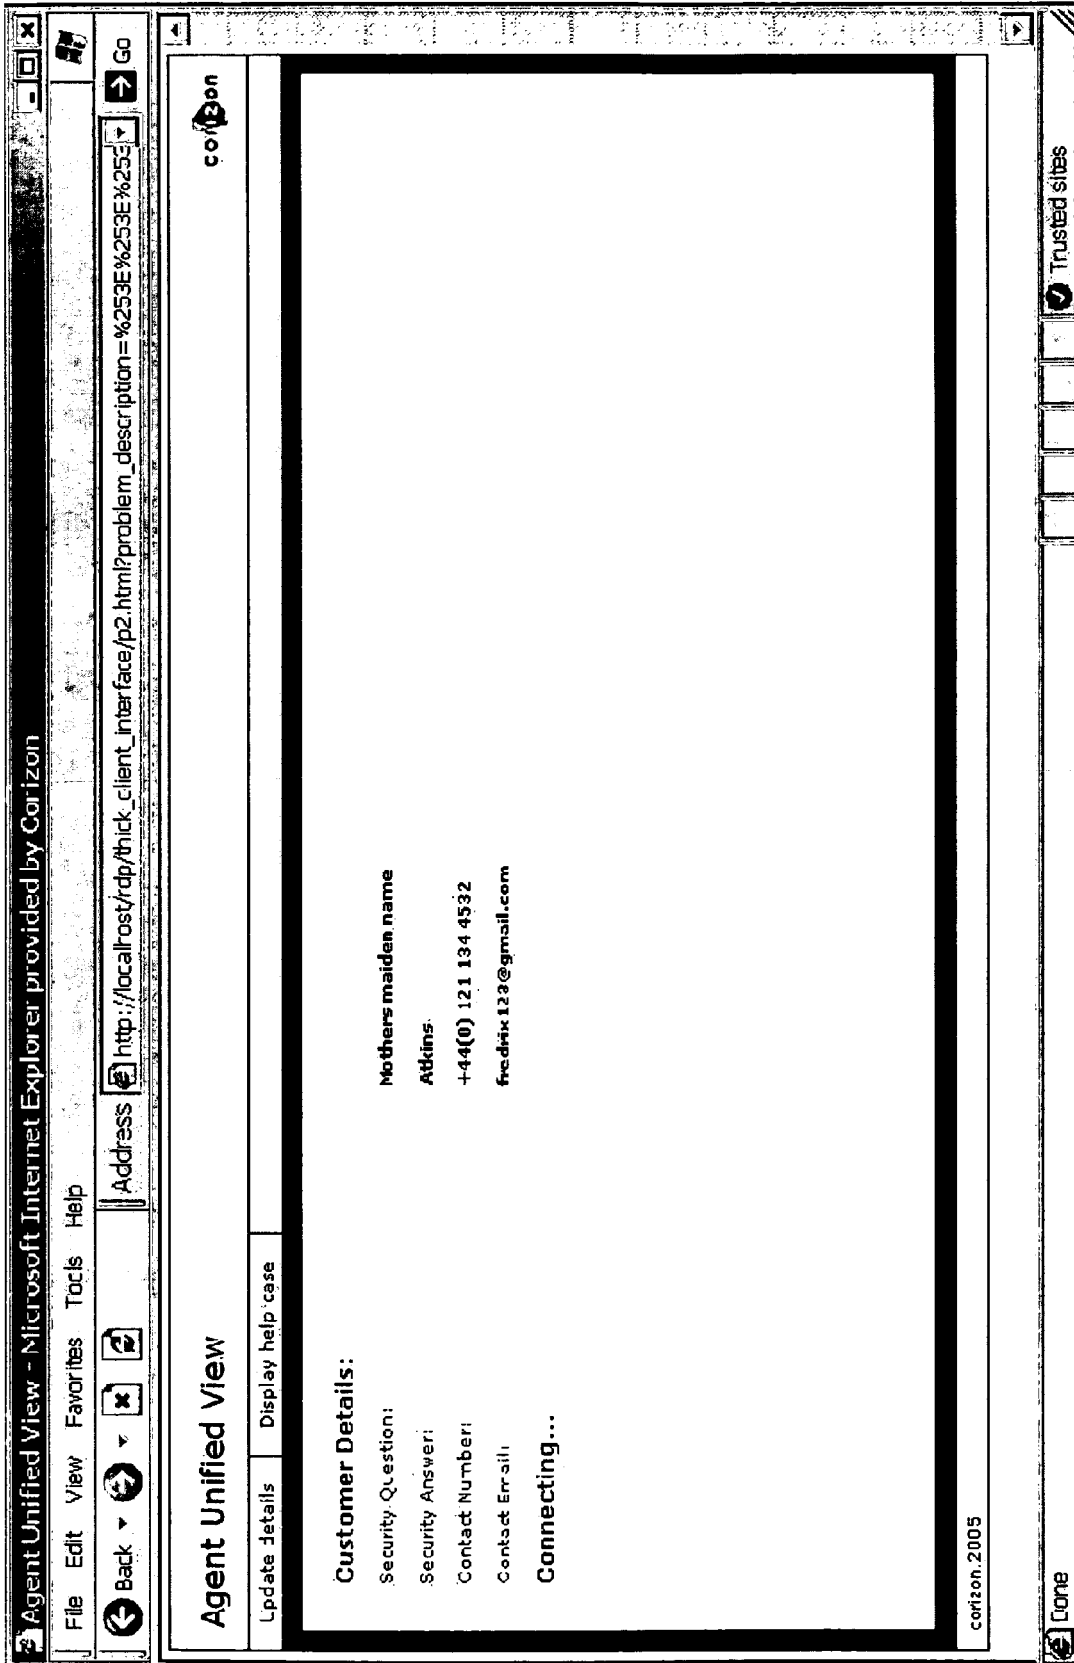 Agent Unified View - Microsoft Internet Explorer provided by Corizon
File Edit View Favorites Tools Help
Back
Address http://localhost/rdp/thick_client_interface/p2.html?problem_description=%253E%253E%253 Go
Agent Unified View
corizon
Update details Display help case
Customer Details:
Security Question: Mothers maiden name
Security Answer: Atkins
Contact Number: +44(0) 121 134 4532
Contact Email: fredrix123@gmail.com
Connecting...
corizon.2005
Done Trusted sites